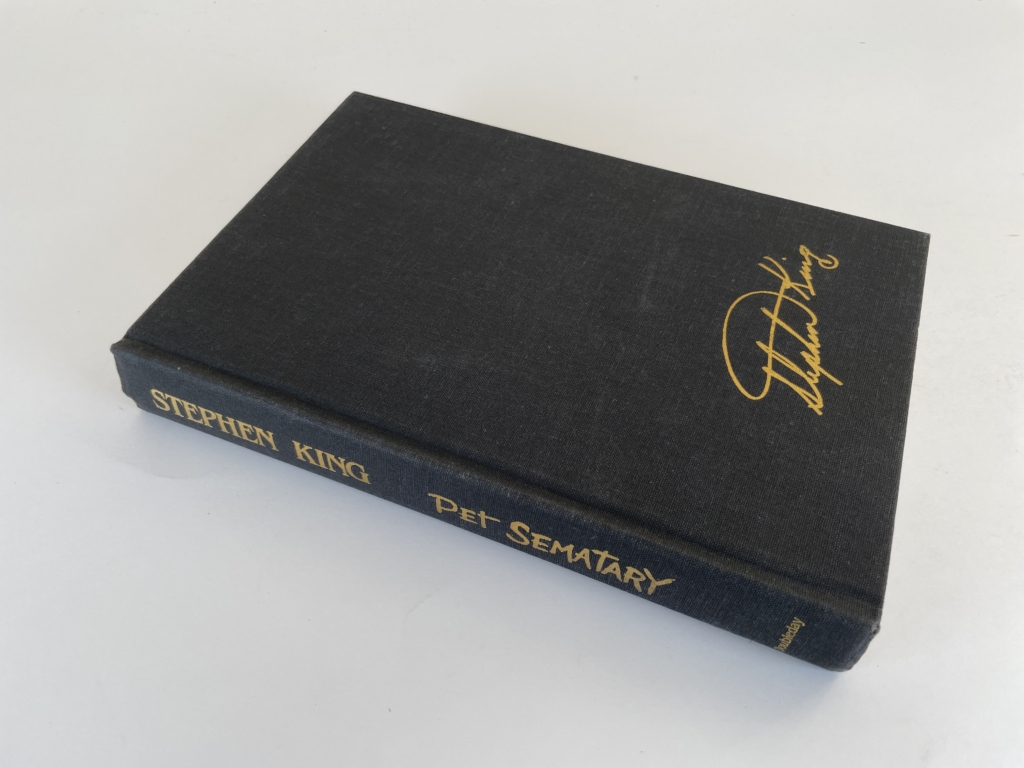 Stephen King
STEPHEN KING
PET SEMATARY
Doubleday